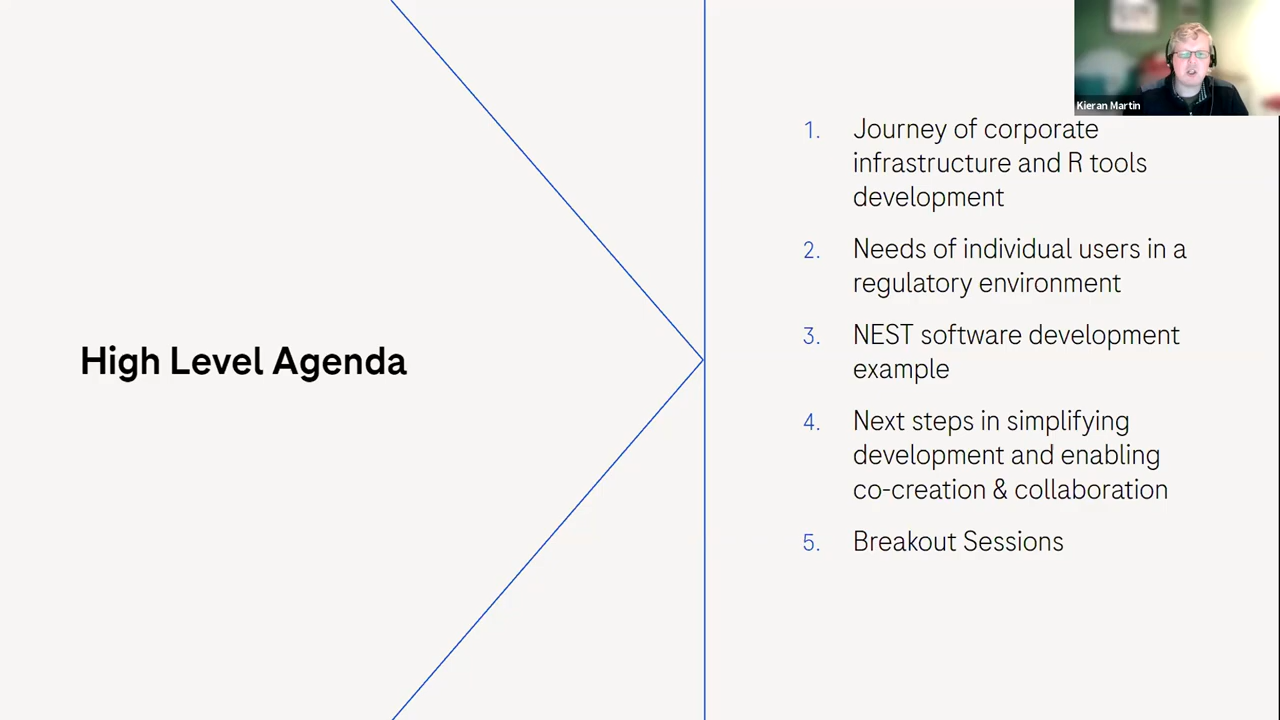 Kieran Martin
High Level Agenda
1. Journey of corporate
infrastructure and R tools
development
2. Needs of individual users in a
regulatory environment
3. NEST software development
example
4. Next steps in simplifying
development and enabling
co-creation & collaboration
5. Breakout Sessions